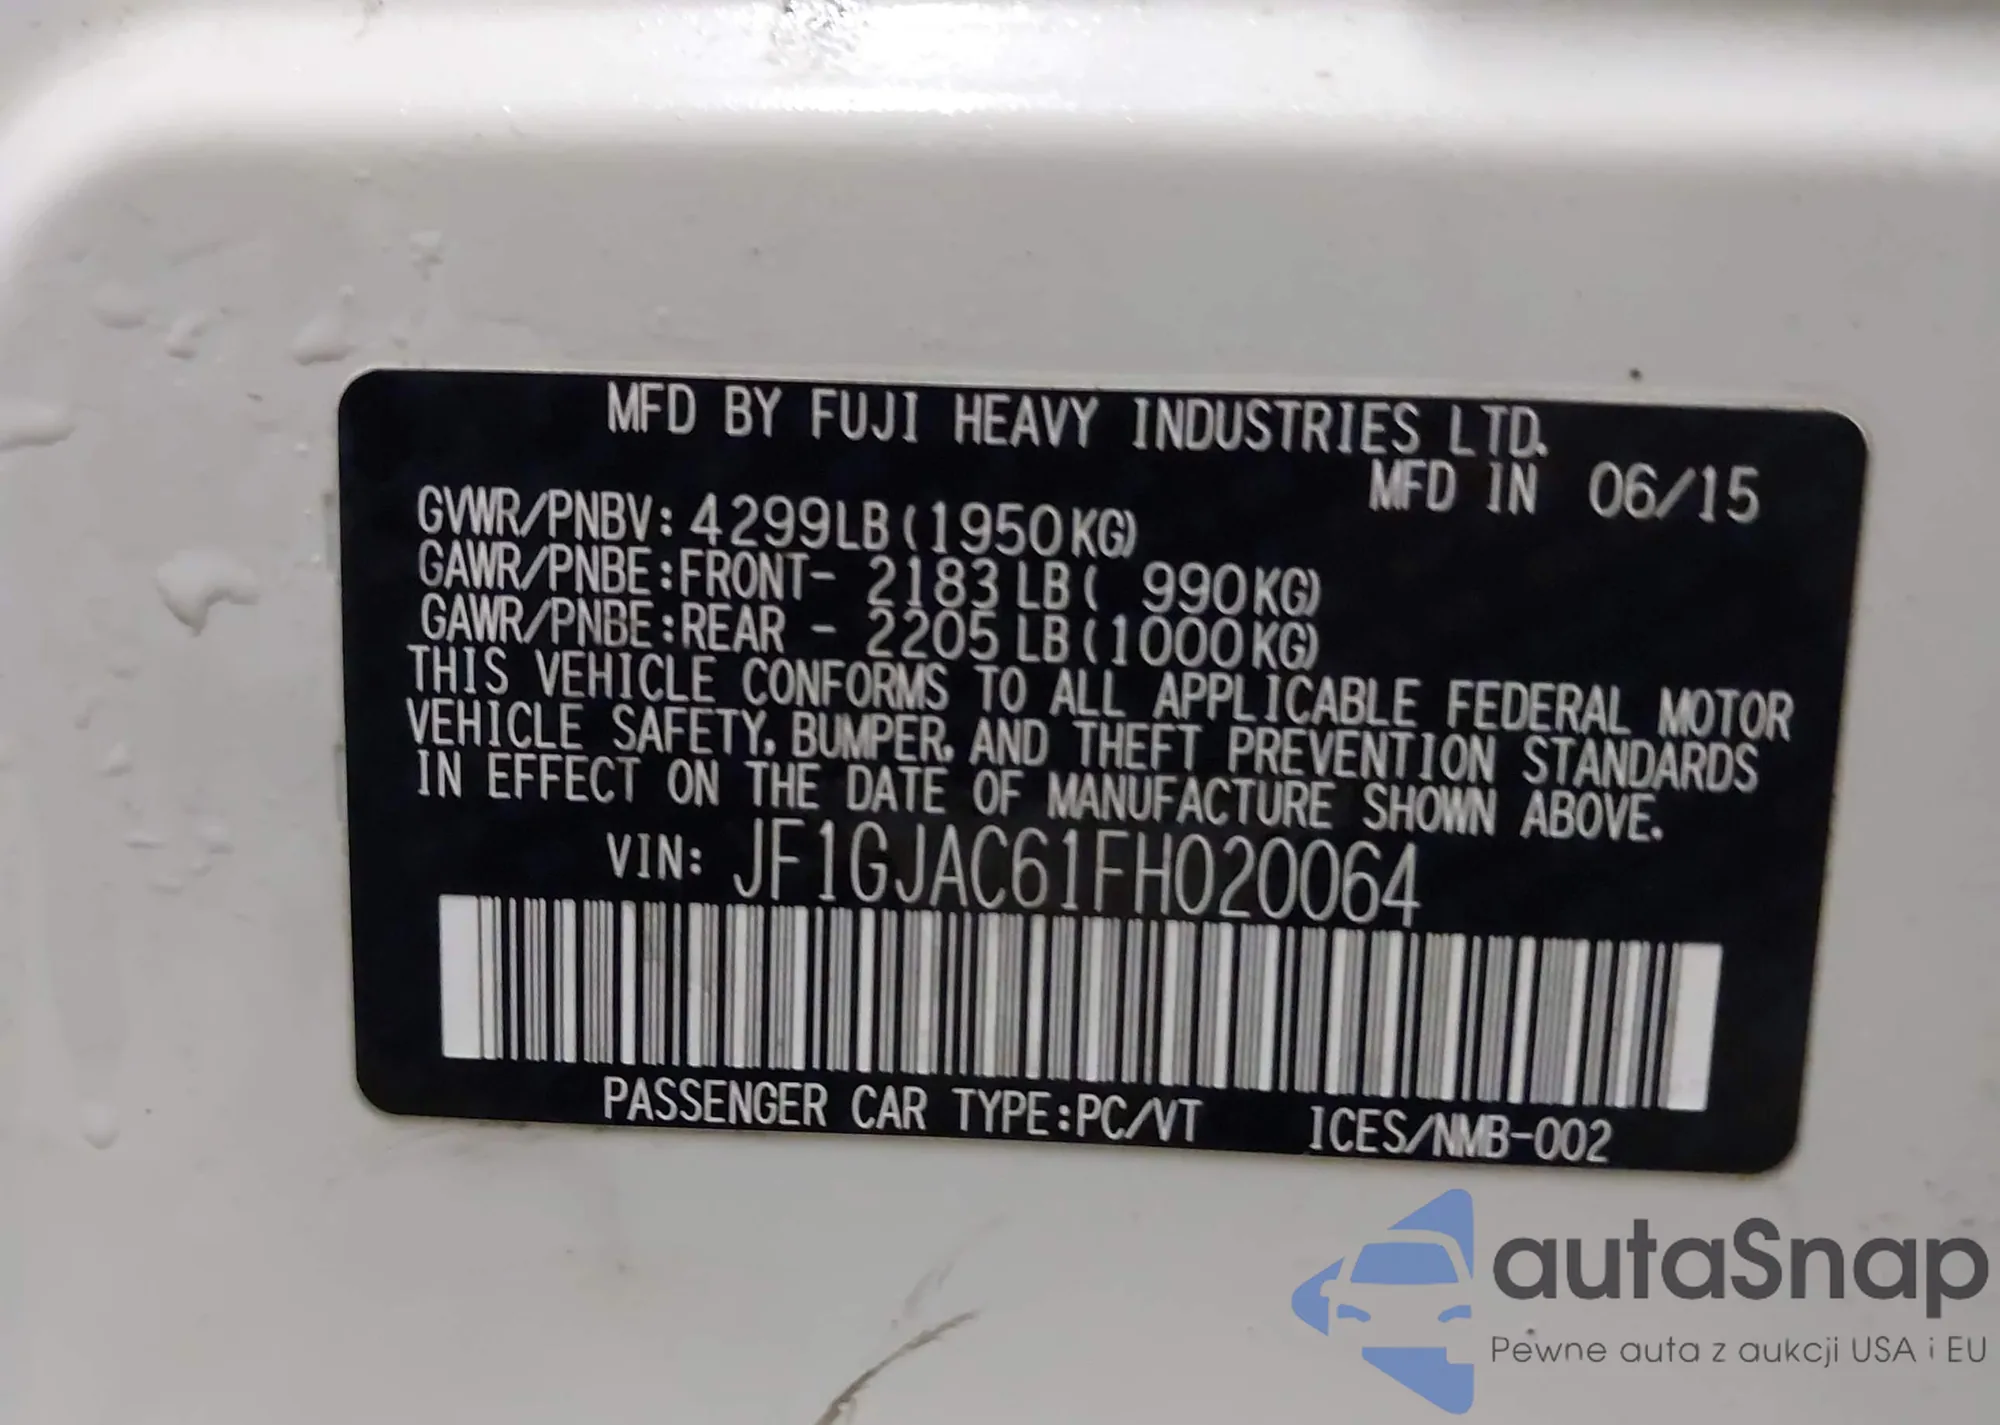 MFD BY FUJI HEAVY INDUSTRIES LTD.
MFD IN 06/15
GVWR/PNBV: 4299LB (1950KG)
GAWR/PNBE:FRONT- 2183 LB ( 990KG)
GAWR/PNBE:REAR - 2205 LB (1000KG)
THIS VEHICLE CONFORMS TO ALL APPLICABLE FEDERAL MOTOR
VEHICLE SAFETY, BUMPER, AND THEFT PREVENTION STANDARDS
IN EFFECT ON THE DATE OF MANUFACTURE SHOWN ABOVE.
VIN: JF1GJAC61FH020064
PASSENGER CAR TYPE:PC/VT ICES/NMB-002
autaSnap
Pewne auta z aukcji USA i EU